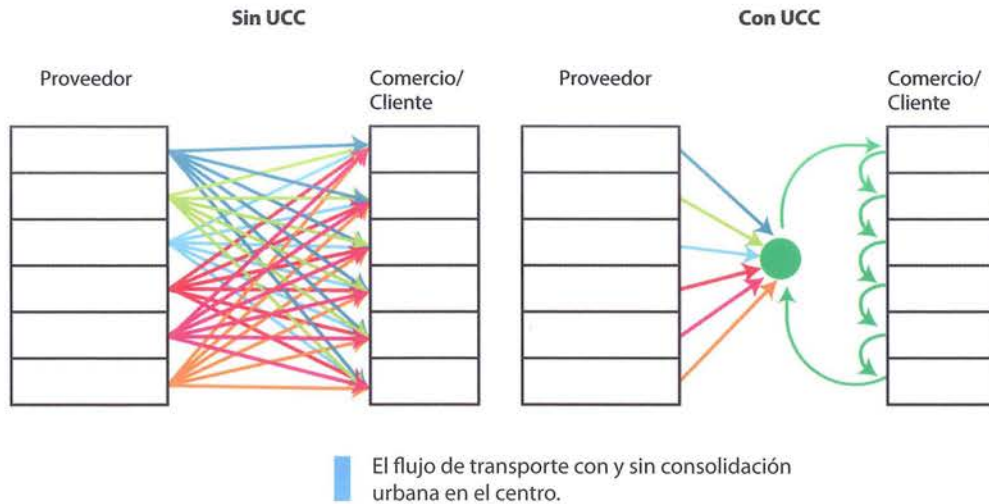 Sin UCC
Con UCC
Proveedor
Comercio/
Cliente
Proveedor
Comercio/
Cliente
El flujo de transporte con y sin consolidación
urbana en el centro.